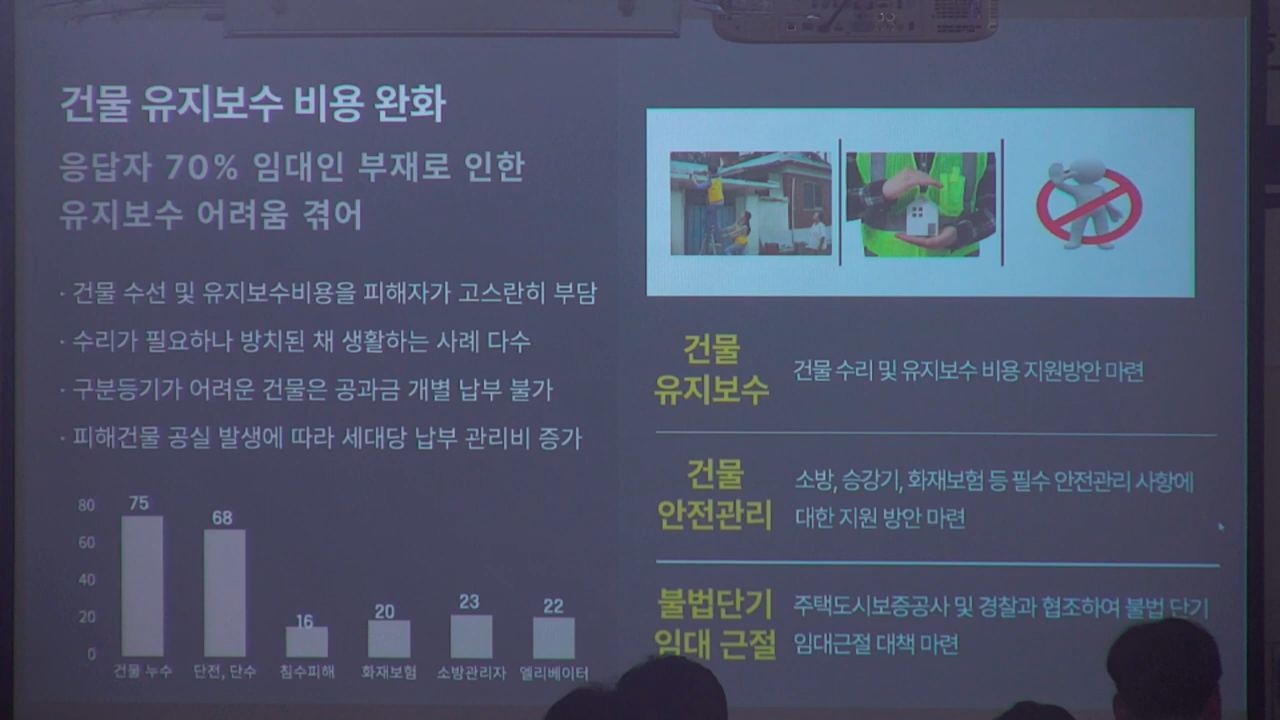 건물 유지보수 비용 완화
응답자 70% 임대인 부재로 인한
유지보수 어려움 겪어
· 건물 수선 및 유지보수비용을 피해자가 고스란히 부담
· 수리가 필요하나 방치된 채 생활하는 사례 다수
· 구분등기가 어려운 건물은 공과금 개별 납부 불가
· 피해건물 공실 발생에 따라 세대당 납부 관리비 증가
80
60
40
20
0
75
68
16
20
23
22
건물 누수
단전, 단수
침수피해
화재보험
소방관리자
엘리베이터
건물
유지보수
건물 수리 및 유지보수 비용 지원방안 마련
건물
안전관리
소방, 승강기, 화재보험 등 필수 안전관리 사항에
대한 지원 방안 마련
불법단기
임대 근절
주택도시보증공사 및 경찰과 협조하여 불법 단기
임대근절 대책 마련